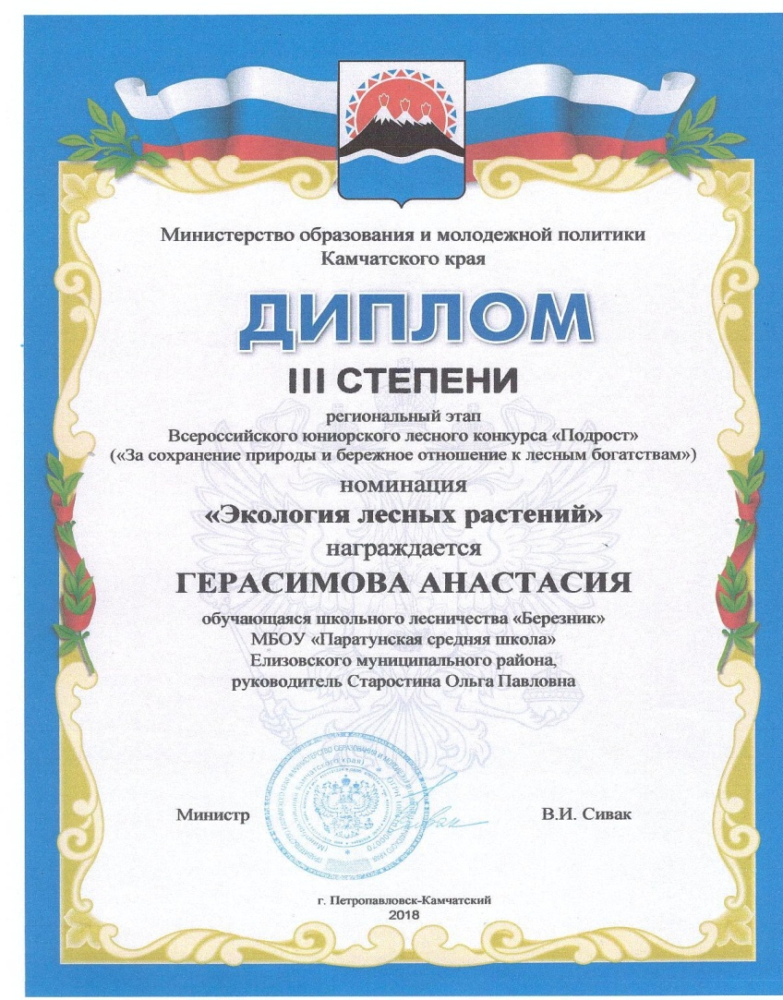 Министерство образования и молодежной политики
Камчатского края
ДИПЛОМ
III СТЕПЕНИ
региональный этап
Всероссийского юниорского лесного конкурса «Подрост»
(«За сохранение природы и бережное отношение к лесным богатствам»)
номинация
«Экология лесных растений»
награждается
ГЕРАСИМОВА АНАСТАСИЯ
обучающаяся школьного лесничества «Березник»
МБОУ «Паратунская средняя школа»
Елизовского муниципального района,
руководитель Старостина Ольга Павловна
Министр
В.И. Сивак
г. Петропавловск-Камчатский
2018